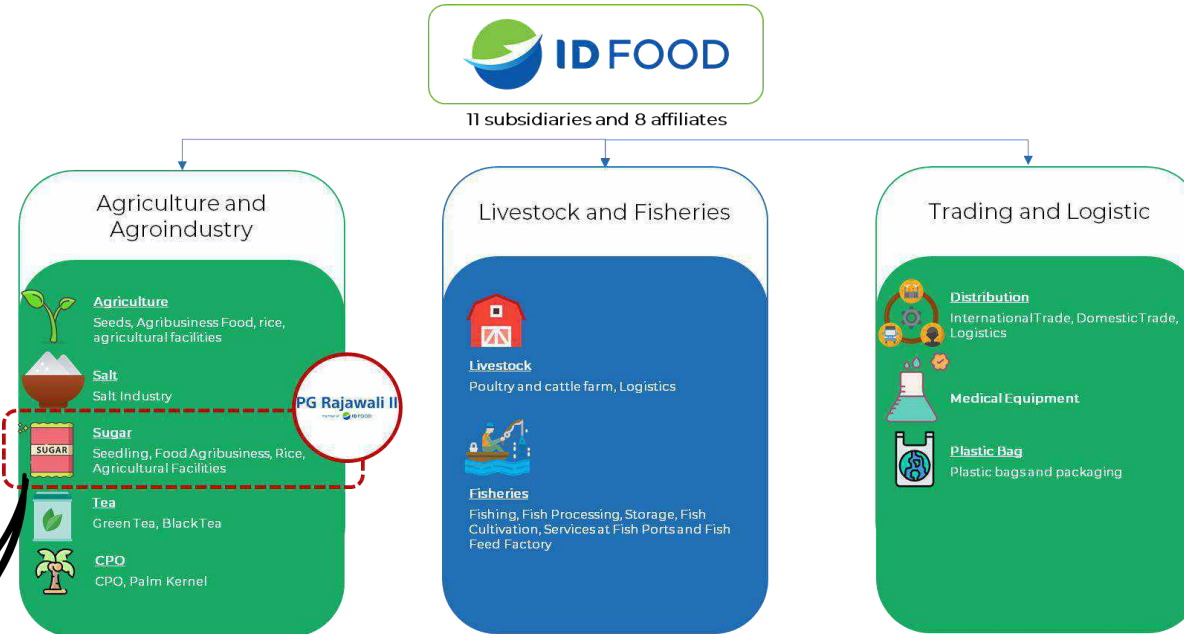 ID FOOD
11 subsidiaries and 8 affiliates
Agriculture and
Agroindustry
Agriculture
Seeds, Agribusiness Food, rice,
agricultural facilities
Salt
Salt Industry
PG Rajawali II
member of ID FOOD
SUGAR
Sugar
Seedling, Food Agribusiness, Rice,
Agricultural Facilities
Tea
Green Tea, Black Tea
CPO
CPO, Palm Kernel
Livestock and Fisheries
Livestock
Poultry and cattle farm, Logistics
Fisheries
Fishing, Fish Processing, Storage, Fish
Cultivation, Services at Fish Ports and Fish
Feed Factory
Trading and Logistic
Distribution
International Trade, Domestic Trade,
Logistics
Medical Equipment
Plastic Bag
Plastic bags and packaging